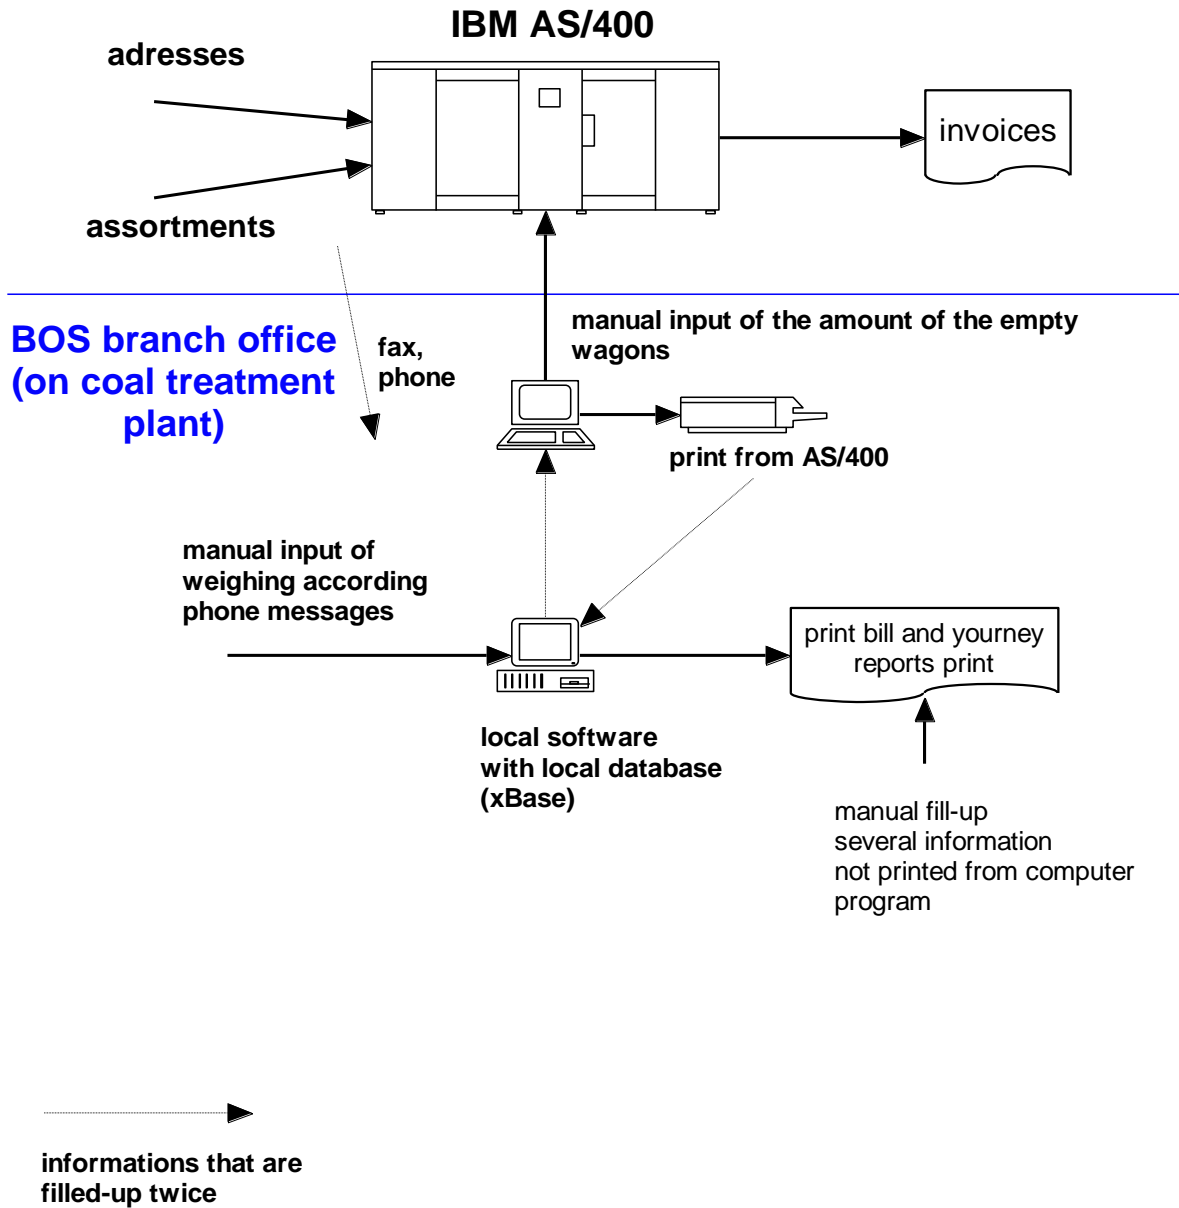 IBM AS/400
adresses
invoices
assortments
BOS branch office
(on coal treatment
plant)
fax,
phone
manual input of the amount of the empty
wagons
print from AS/400
manual input of
weighing according
phone messages
print bill and yourney
reports print
local software
with local database
(xBase)
manual fill-up
several information
not printed from computer
program
informations that are
filled-up twice